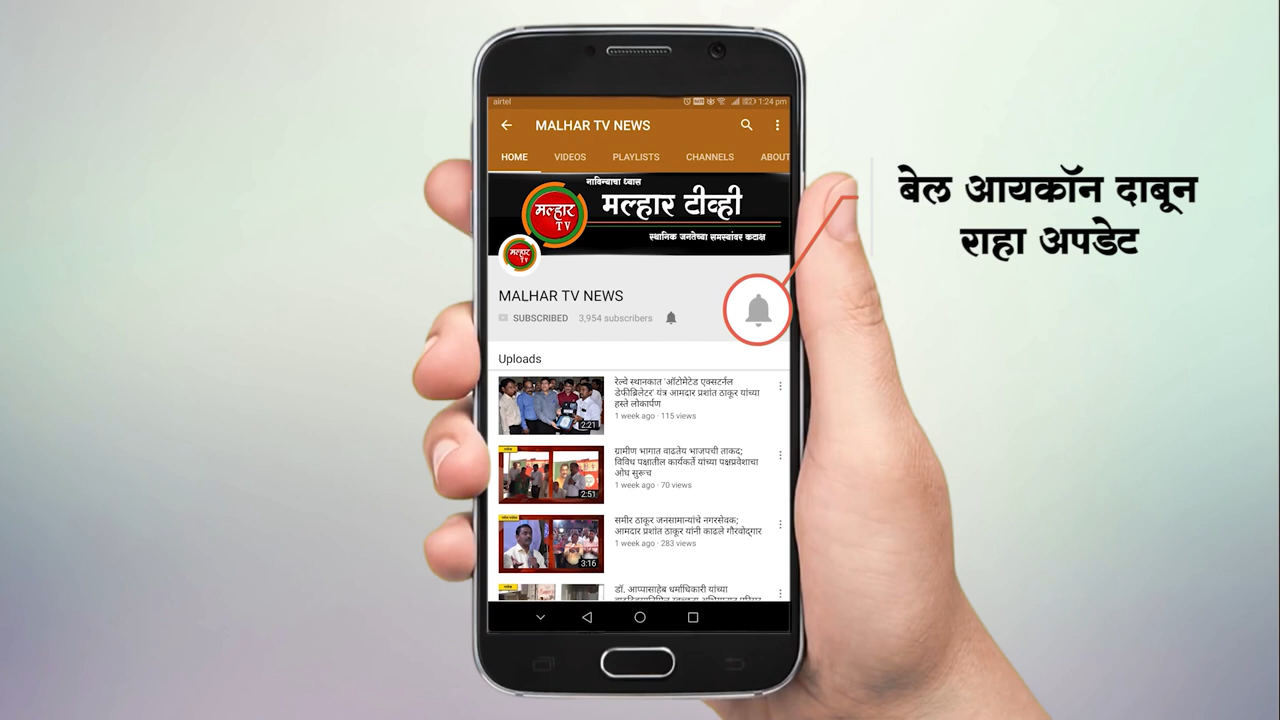 airtel 1:24 pm
MALHAR TV NEWS
HOME VIDEOS PLAYLISTS CHANNELS ABOUT
नाविन्याचा ध्यास
मल्हार टीव्ही
स्थानिक जनतेच्या समस्यांवर कटाक्ष
मल्हार
TV
मल्हार
TV
MALHAR TV NEWS
SUBSCRIBED 3,954 subscribers
बेल आयकॉन दाबून
राहा अपडेट
Uploads
रेल्वे स्थानकात 'ऑटोमेटेड एक्सटर्नल
डेफीब्रिलेटर' यंत्र आमदार प्रशांत ठाकूर यांच्या
हस्ते लोकार्पण
1 week ago · 115 views
2:21
ग्रामीण भागात वाढतेय भाजपची ताकद;
विविध पक्षातील कार्यकर्ते यांच्या पक्षप्रवेशाचा
ओघ सुरूच
1 week ago · 70 views
2:51
समीर ठाकूर जनसामान्यांचे नगरसेवक;
आमदार प्रशांत ठाकूर यांनी काढले गौरवोद्गार
1 week ago · 283 views
3:16
डॉ. आप्पासाहेब धर्माधिकारी यांच्या